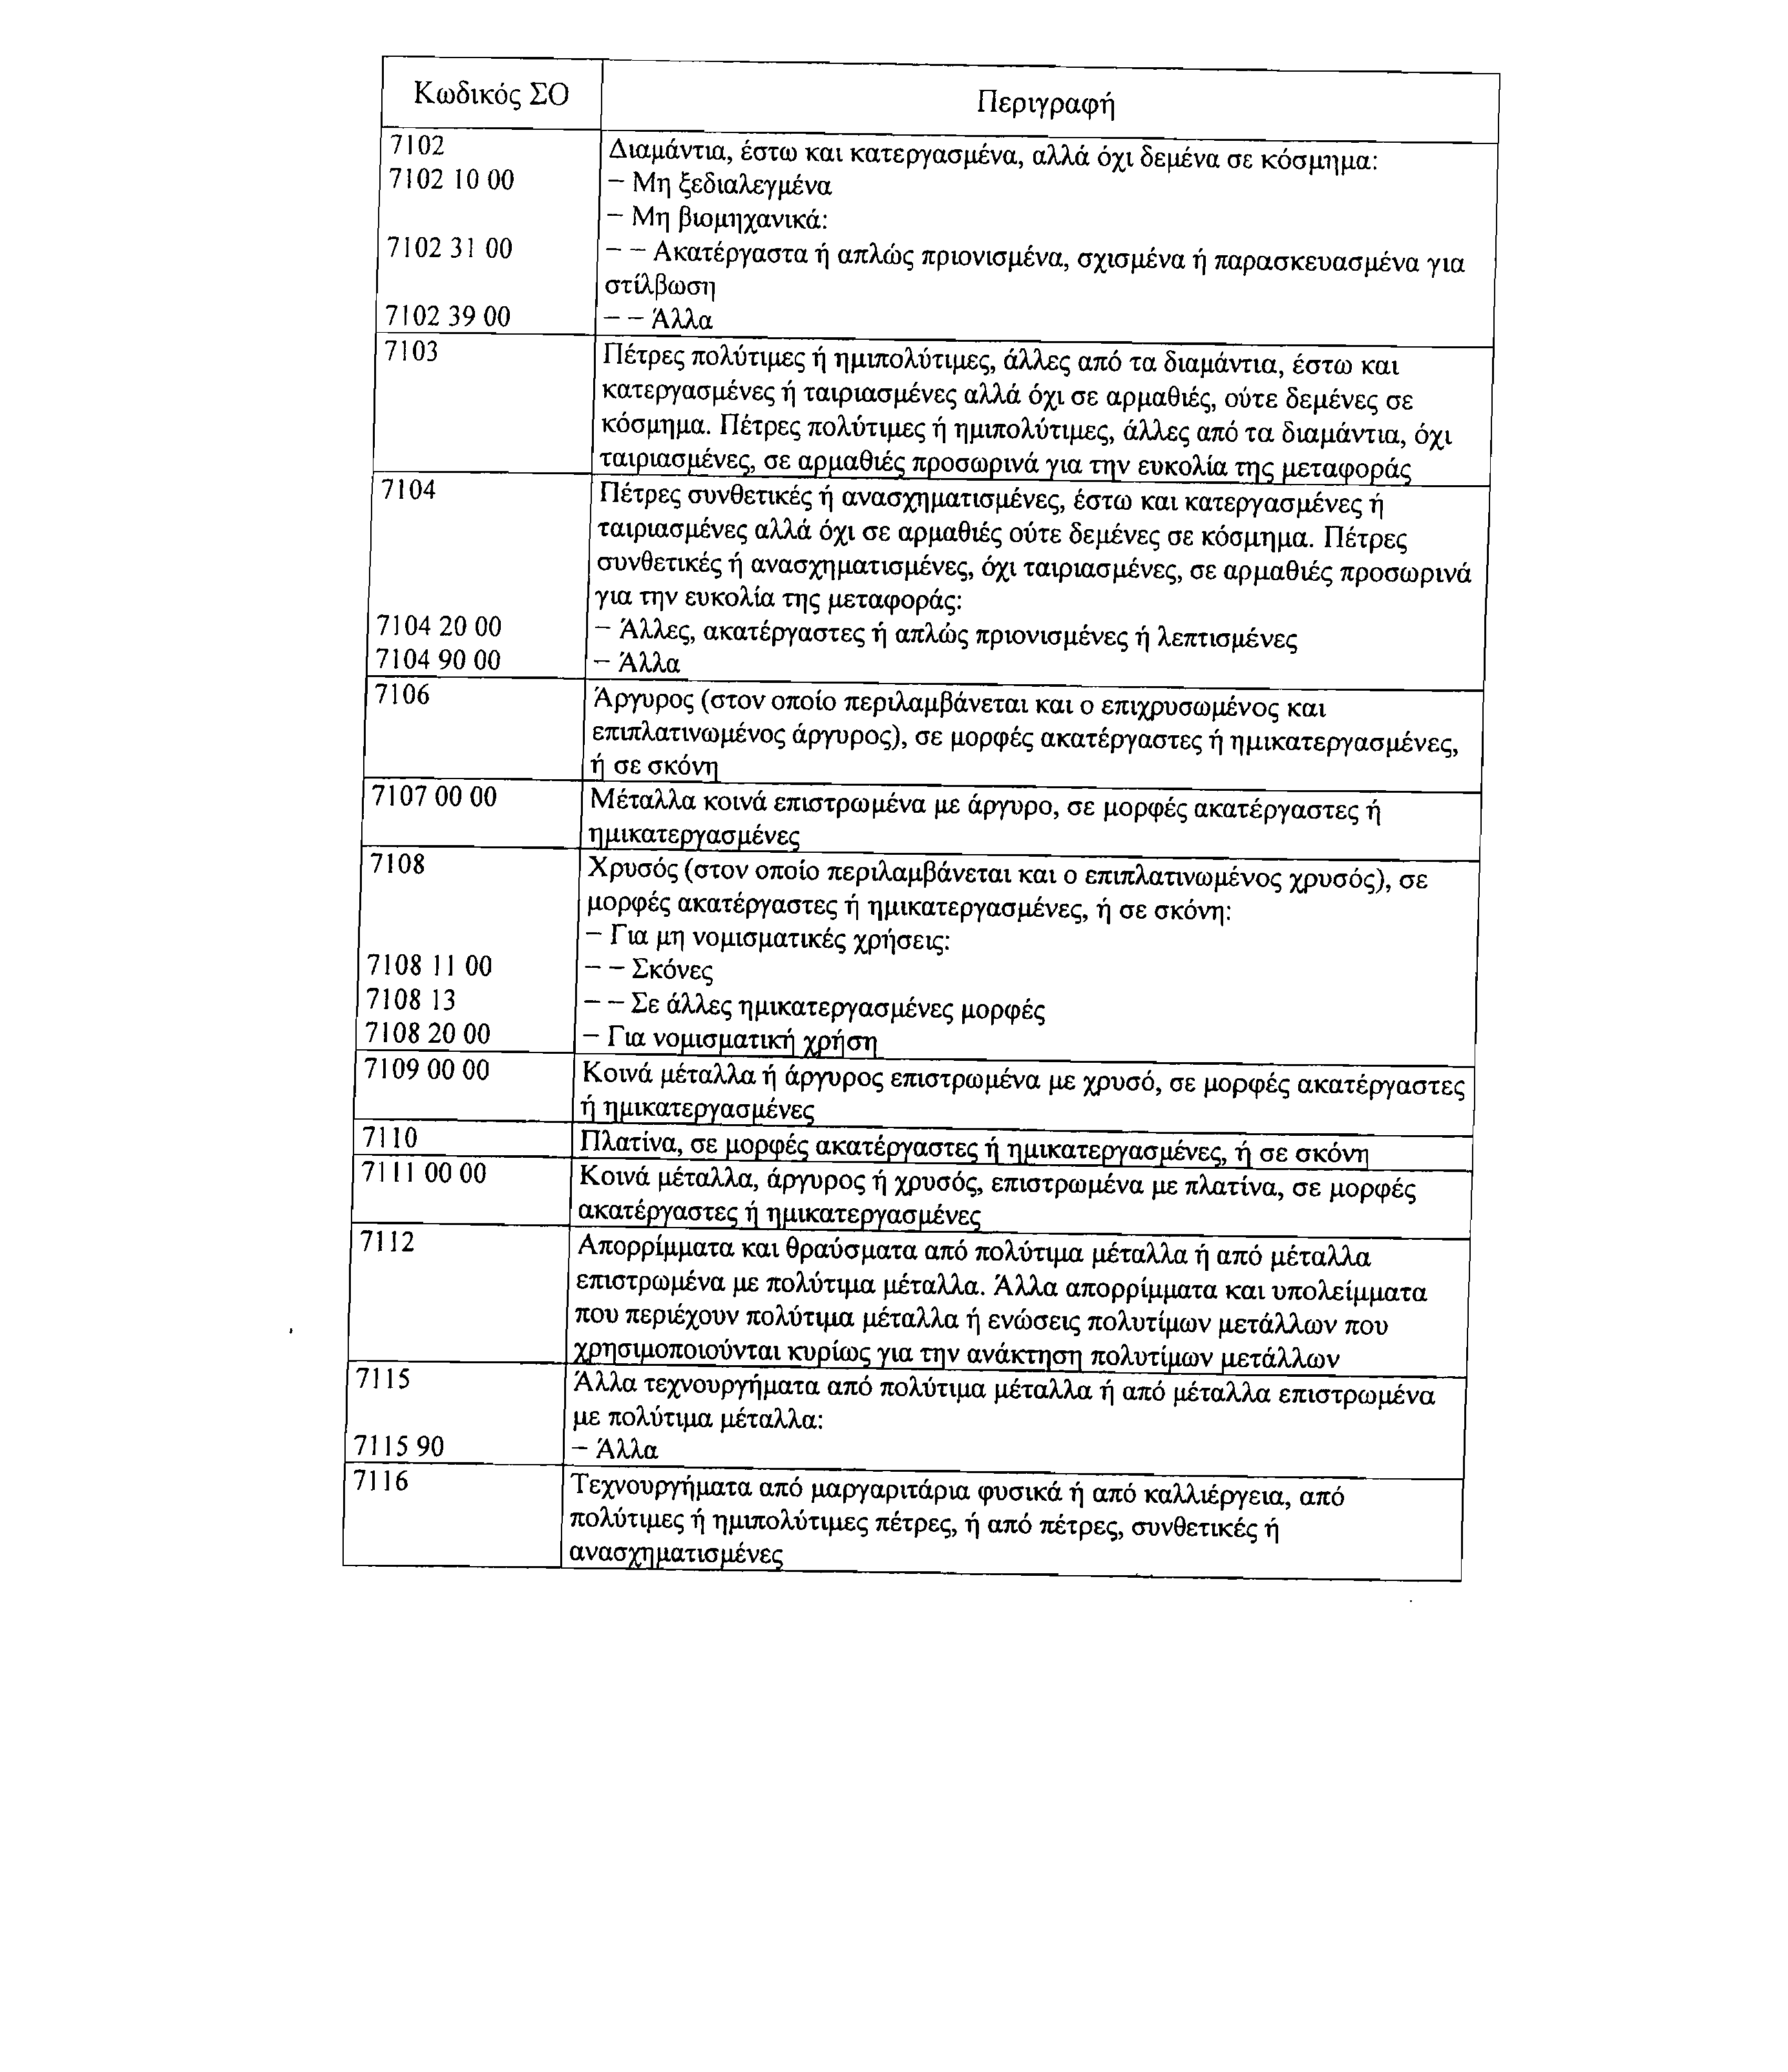 Κωδικός ΣΟ Περιγραφή
7102 Διαμάντια, έστω και κατεργασμένα, αλλά όχι δεμένα σε κόσμημα:
7102 10 00 – Μη ξεδιαλεγμένα
– Μη βιομηχανικά:
7102 31 00 – – Ακατέργαστα ή απλώς πριονισμένα, σχισμένα ή παρασκευασμένα για
στίλβωση
7102 39 00 – – Άλλα
7103 Πέτρες πολύτιμες ή ημιπολύτιμες, άλλες από τα διαμάντια, έστω και
κατεργασμένες ή ταιριασμένες αλλά όχι σε αρμαθιές, ούτε δεμένες σε
κόσμημα. Πέτρες πολύτιμες ή ημιπολύτιμες, άλλες από τα διαμάντια, όχι
ταιριασμένες, σε αρμαθιές προσωρινά για την ευκολία της μεταφοράς
7104 Πέτρες συνθετικές ή ανασχηματισμένες, έστω και κατεργασμένες ή
ταιριασμένες αλλά όχι σε αρμαθιές ούτε δεμένες σε κόσμημα. Πέτρες
συνθετικές ή ανασχηματισμένες, όχι ταιριασμένες, σε αρμαθιές προσωρινά
για την ευκολία της μεταφοράς:
7104 20 00 – Άλλες, ακατέργαστες ή απλώς πριονισμένες ή λεπτισμένες
7104 90 00 – Άλλα
7106 Άργυρος (στον οποίο περιλαμβάνεται και ο επιχρυσωμένος και
επιπλατινωμένος άργυρος), σε μορφές ακατέργαστες ή ημικατεργασμένες,
ή σε σκόνη
7107 00 00 Μέταλλα κοινά επιστρωμένα με άργυρο, σε μορφές ακατέργαστες ή
ημικατεργασμένες
7108 Χρυσός (στον οποίο περιλαμβάνεται και ο επιπλατινωμένος χρυσός), σε
μορφές ακατέργαστες ή ημικατεργασμένες, ή σε σκόνη:
– Για μη νομισματικές χρήσεις:
7108 11 00 – – Σκόνες
7108 13 – – Σε άλλες ημικατεργασμένες μορφές
7108 20 00 – Για νομισματική χρήση
7109 00 00 Κοινά μέταλλα ή άργυρος επιστρωμένα με χρυσό, σε μορφές ακατέργαστες
ή ημικατεργασμένες
7110 Πλατίνα, σε μορφές ακατέργαστες ή ημικατεργασμένες, ή σε σκόνη
7111 00 00 Κοινά μέταλλα, άργυρος ή χρυσός, επιστρωμένα με πλατίνα, σε μορφές
ακατέργαστες ή ημικατεργασμένες
7112 Απορρίμματα και θραύσματα από πολύτιμα μέταλλα ή από μέταλλα
επιστρωμένα με πολύτιμα μέταλλα. Άλλα απορρίμματα και υπολείμματα
που περιέχουν πολύτιμα μέταλλα ή ενώσεις πολυτίμων μετάλλων που
χρησιμοποιούνται κυρίως για την ανάκτηση πολυτίμων μετάλλων
7115 Άλλα τεχνουργήματα από πολύτιμα μέταλλα ή από μέταλλα επιστρωμένα
με πολύτιμα μέταλλα:
7115 90 – Άλλα
7116 Τεχνουργήματα από μαργαριτάρια φυσικά ή από καλλιέργεια, από
πολύτιμες ή ημιπολύτιμες πέτρες, ή από πέτρες, συνθετικές ή
ανασχηματισμένες